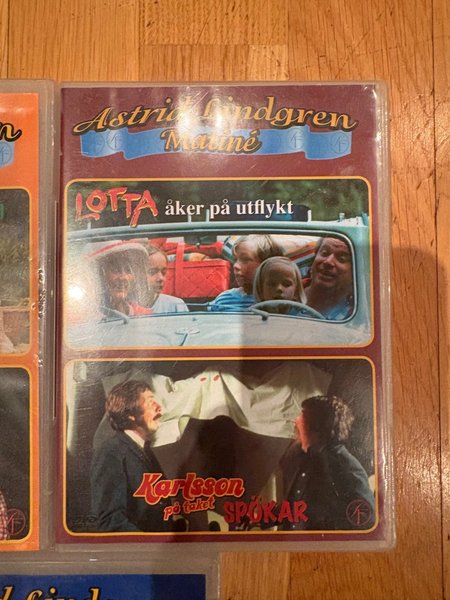 Astrid Lindgren
Matiné
LOTTA åker på utflykt
Karlsson
på taket SPÖKAR